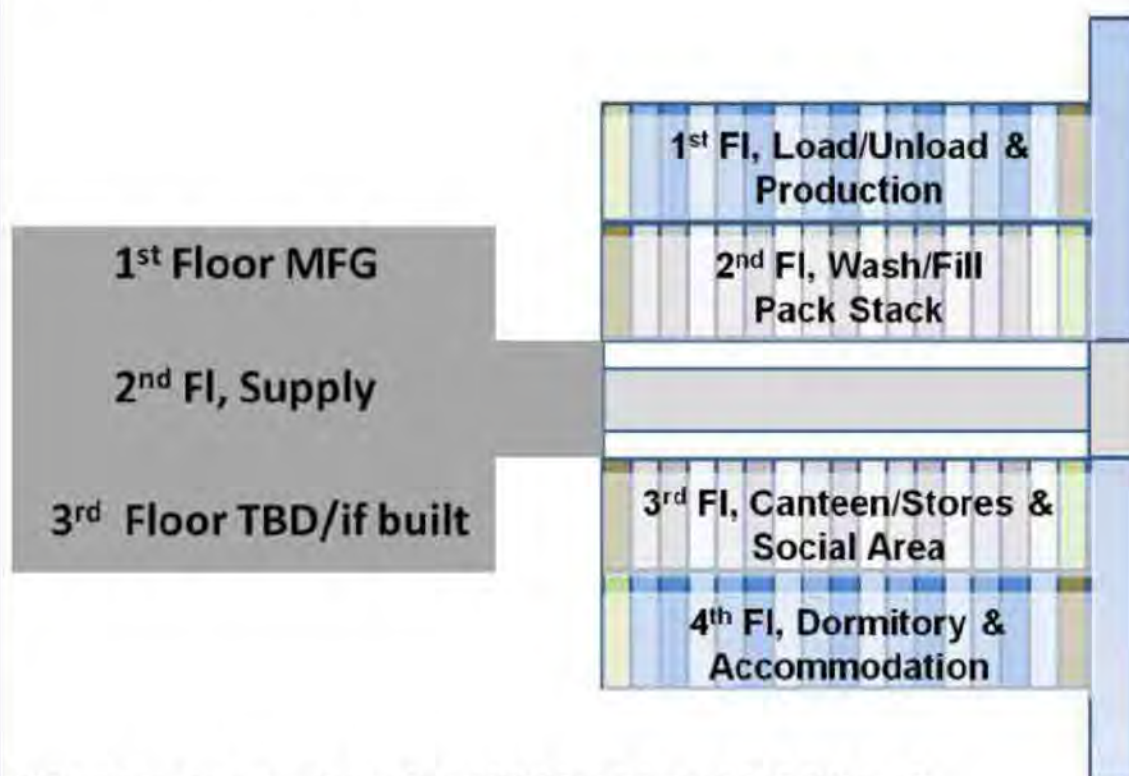 1st Floor MFG
2nd Fl, Supply
3rd Floor TBD/if built
1st Fl, Load/Unload &
Production
2nd Fl, Wash/Fill
Pack Stack
3rd Fl, Canteen/Stores &
Social Area
4th Fl, Dormitory &
Accommodation